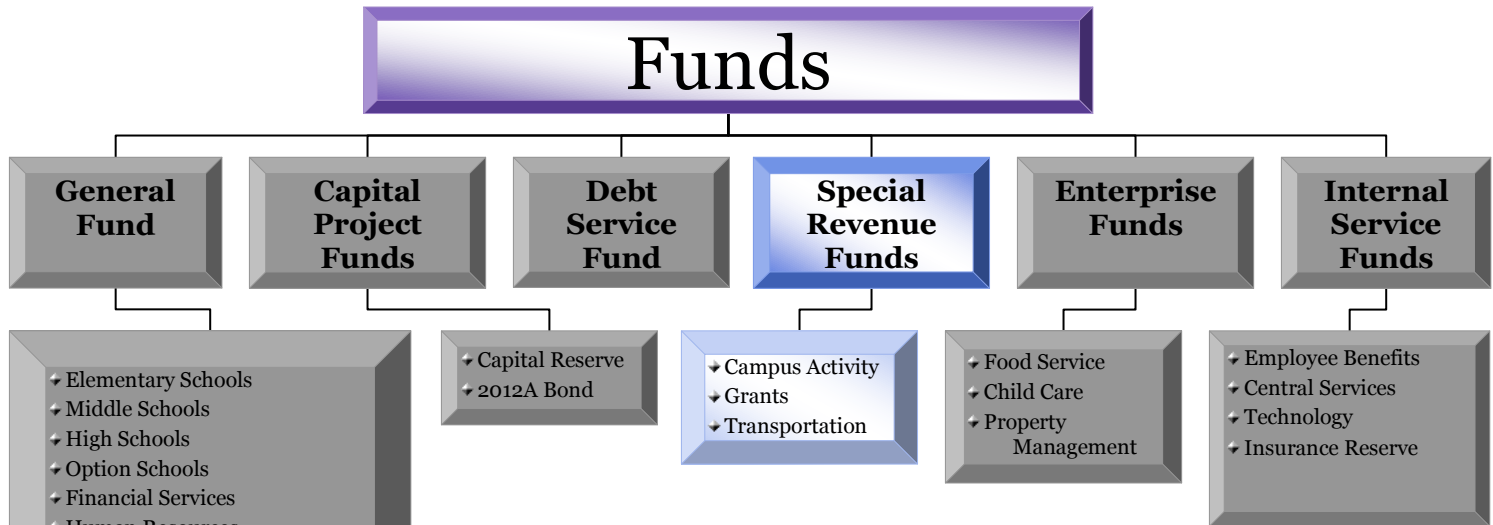 Funds
General
Fund
Capital
Project
Funds
Debt
Service
Fund
Special
Revenue
Funds
Enterprise
Funds
Internal
Service
Funds
Elementary Schools
Middle Schools
High Schools
Option Schools
Financial Services
Human Resources
Capital Reserve
2012A Bond
Campus Activity
Grants
Transportation
Food Service
Child Care
Property
Management
Employee Benefits
Central Services
Technology
Insurance Reserve